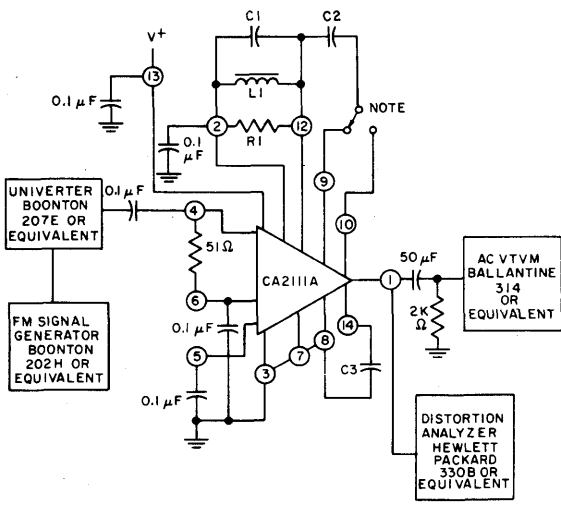 C1
C2
V+
13
0.1 µF
L1
NOTE
2
R1
12
0.1
µF
9
UNIVERTER
BOONTON
207E OR
EQUIVALENT
0.1 µF
4
10
51Ω
CA2111A
50 µF
1
AC VTVM
BALLANTINE
314
OR
EQUIVALENT
FM SIGNAL
GENERATOR
BOONTON
202H OR
EQUIVALENT
6
0.1 µF
2K
Ω
14
8
7
5
3
C3
0.1 µF
DISTORTION
ANALYZER
HEWLETT
PACKARD
330B OR
EQUIVALENT